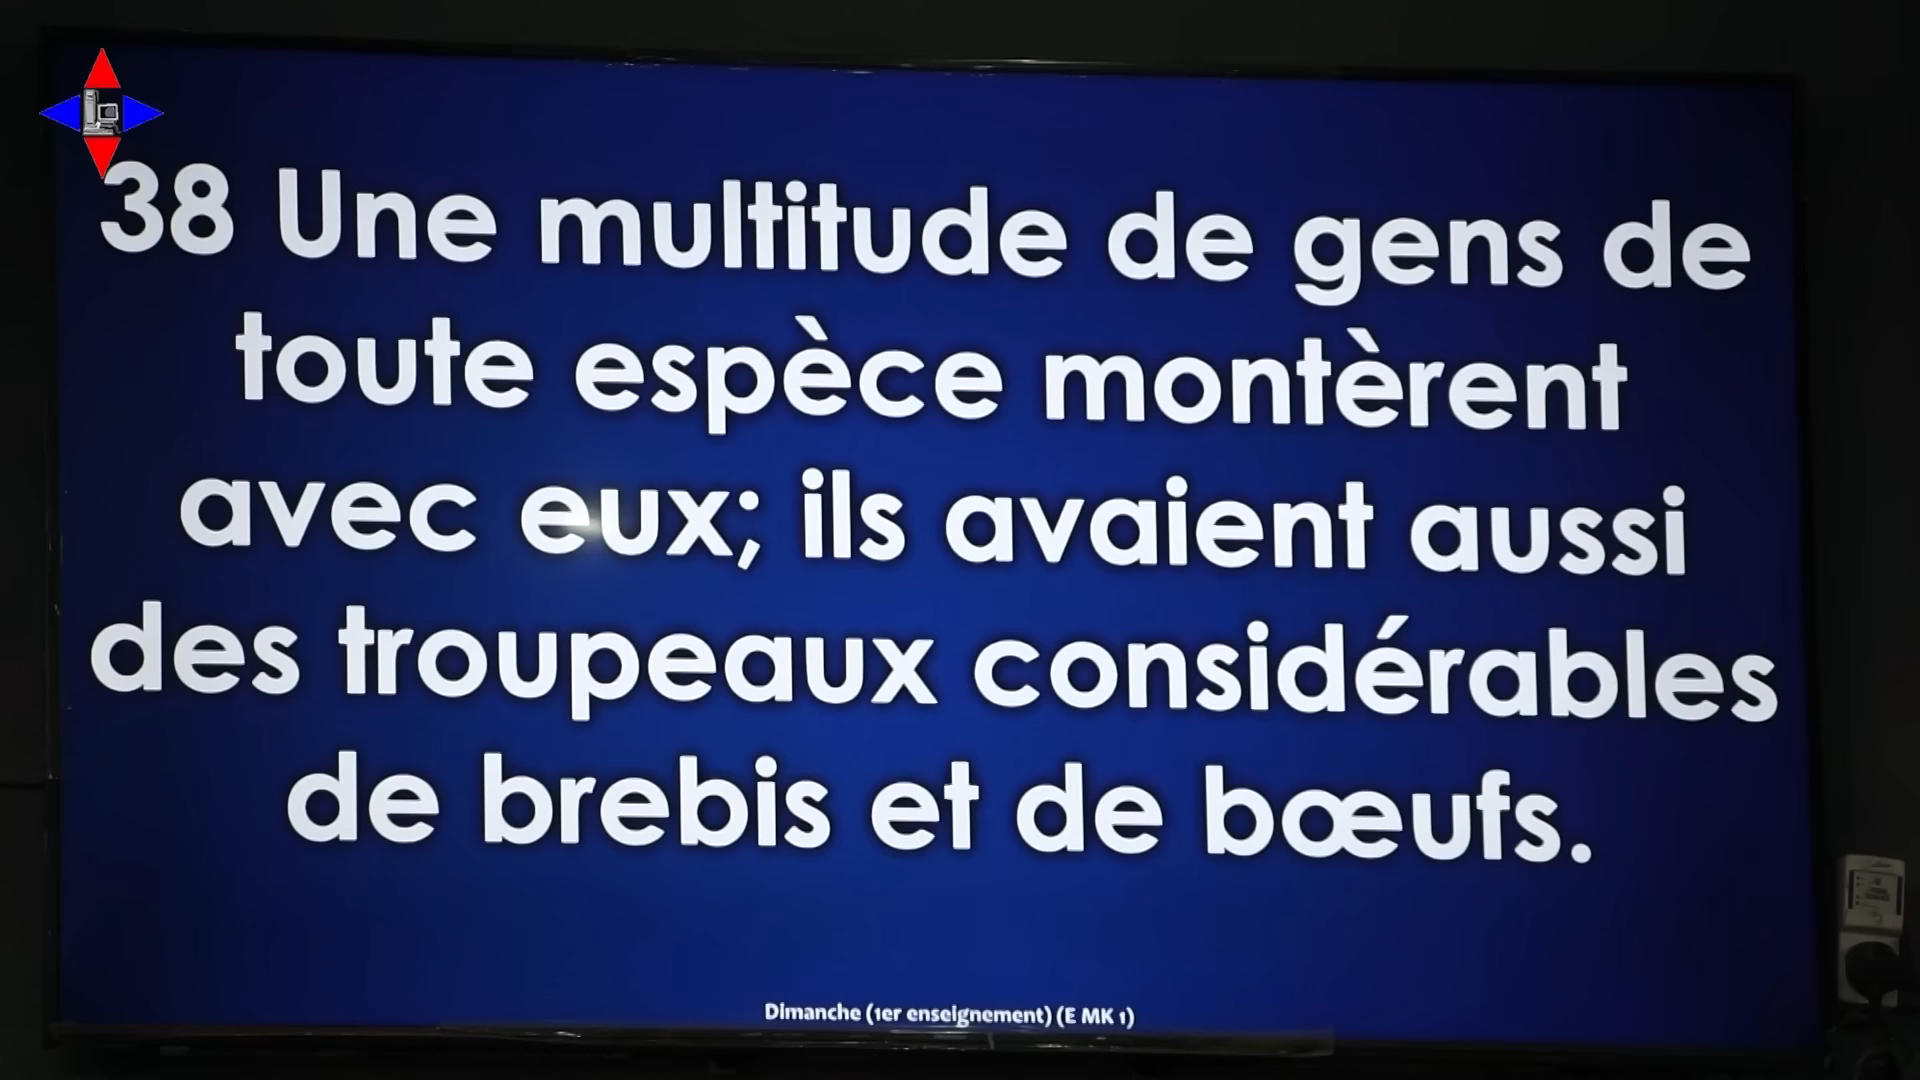 38 Une multitude de gens de
toute espèce montèrent
avec eux; ils avaient aussi
des troupeaux considérables
de brebis et de bœufs.
Dimanche (1er enseignement) (E MK 1)